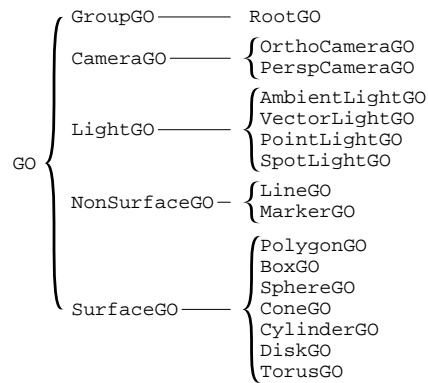 GroupGO RootGO
CameraGO OrthoCameraGO
PerspCameraGO
AmbientLightGO
VectorLightGO
LightGO PointLightGO
SpotLightGO
GO
NonSurfaceGO LineGO
MarkerGO
PolygonGO
BoxGO
SphereGO
SurfaceGO ConeGO
CylinderGO
DiskGO
TorusGO